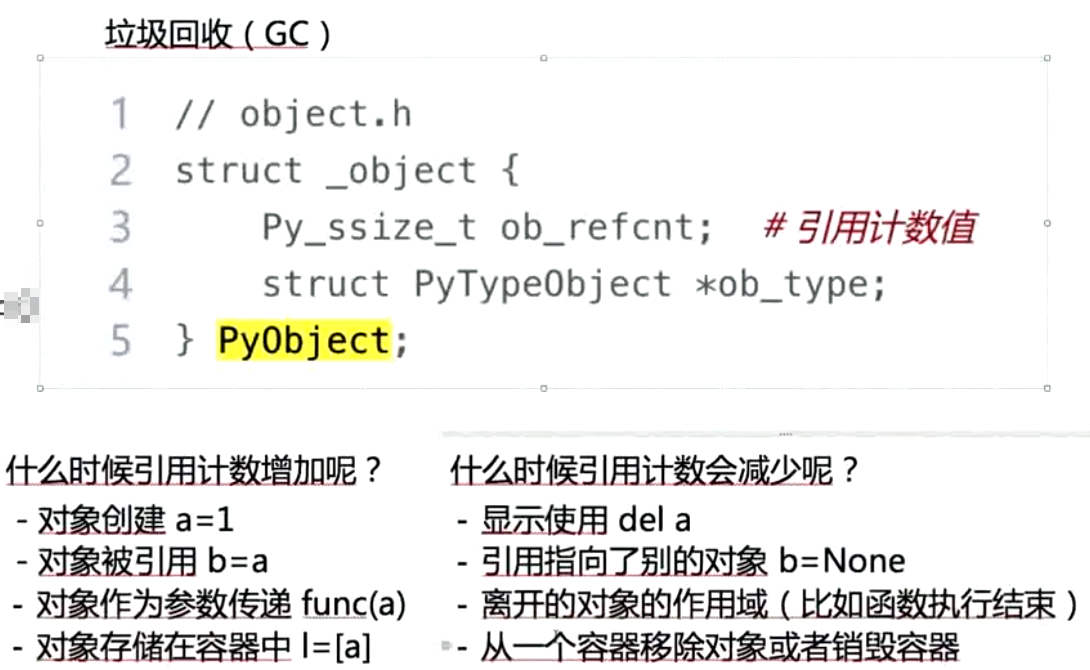 垃圾回收（GC）
1 // object.h
2 struct _object {
3 Py_ssize_t ob_refcnt; # 引用计数值
4 struct PyTypeObject *ob_type;
5 } PyObject;
什么时候引用计数增加呢？
- 对象创建 a=1
- 对象被引用 b=a
- 对象作为参数传递 func(a)
- 对象存储在容器中 l=[a]
什么时候引用计数会减少呢？
- 显示使用 del a
- 引用指向了别的对象 b=None
- 离开的对象的作用域（比如函数执行结束）
- 从一个容器移除对象或者销毁容器